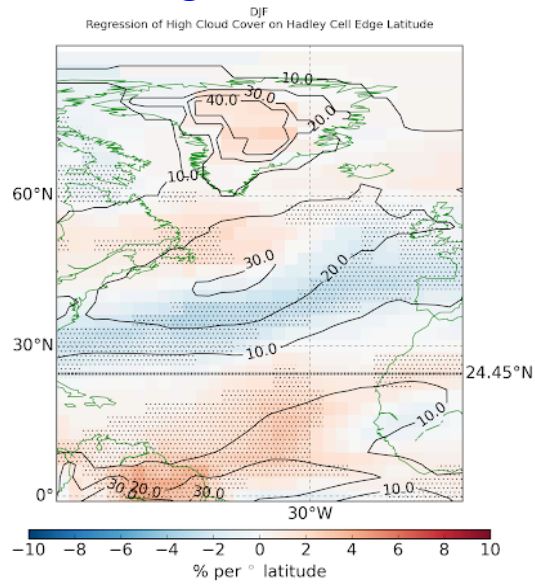 DJF
Regression of High Cloud Cover on Hadley Cell Edge Latitude
10.0
40.0
30.0
20.0
10.0
60°N
30.0
20.0
30°N
10.0
24.45°N
10.0
30.0
20.0
30.0
10.0
0°
30°W
−10 −8 −6 −4 −2 0 2 4 6 8 10
% per ° latitude